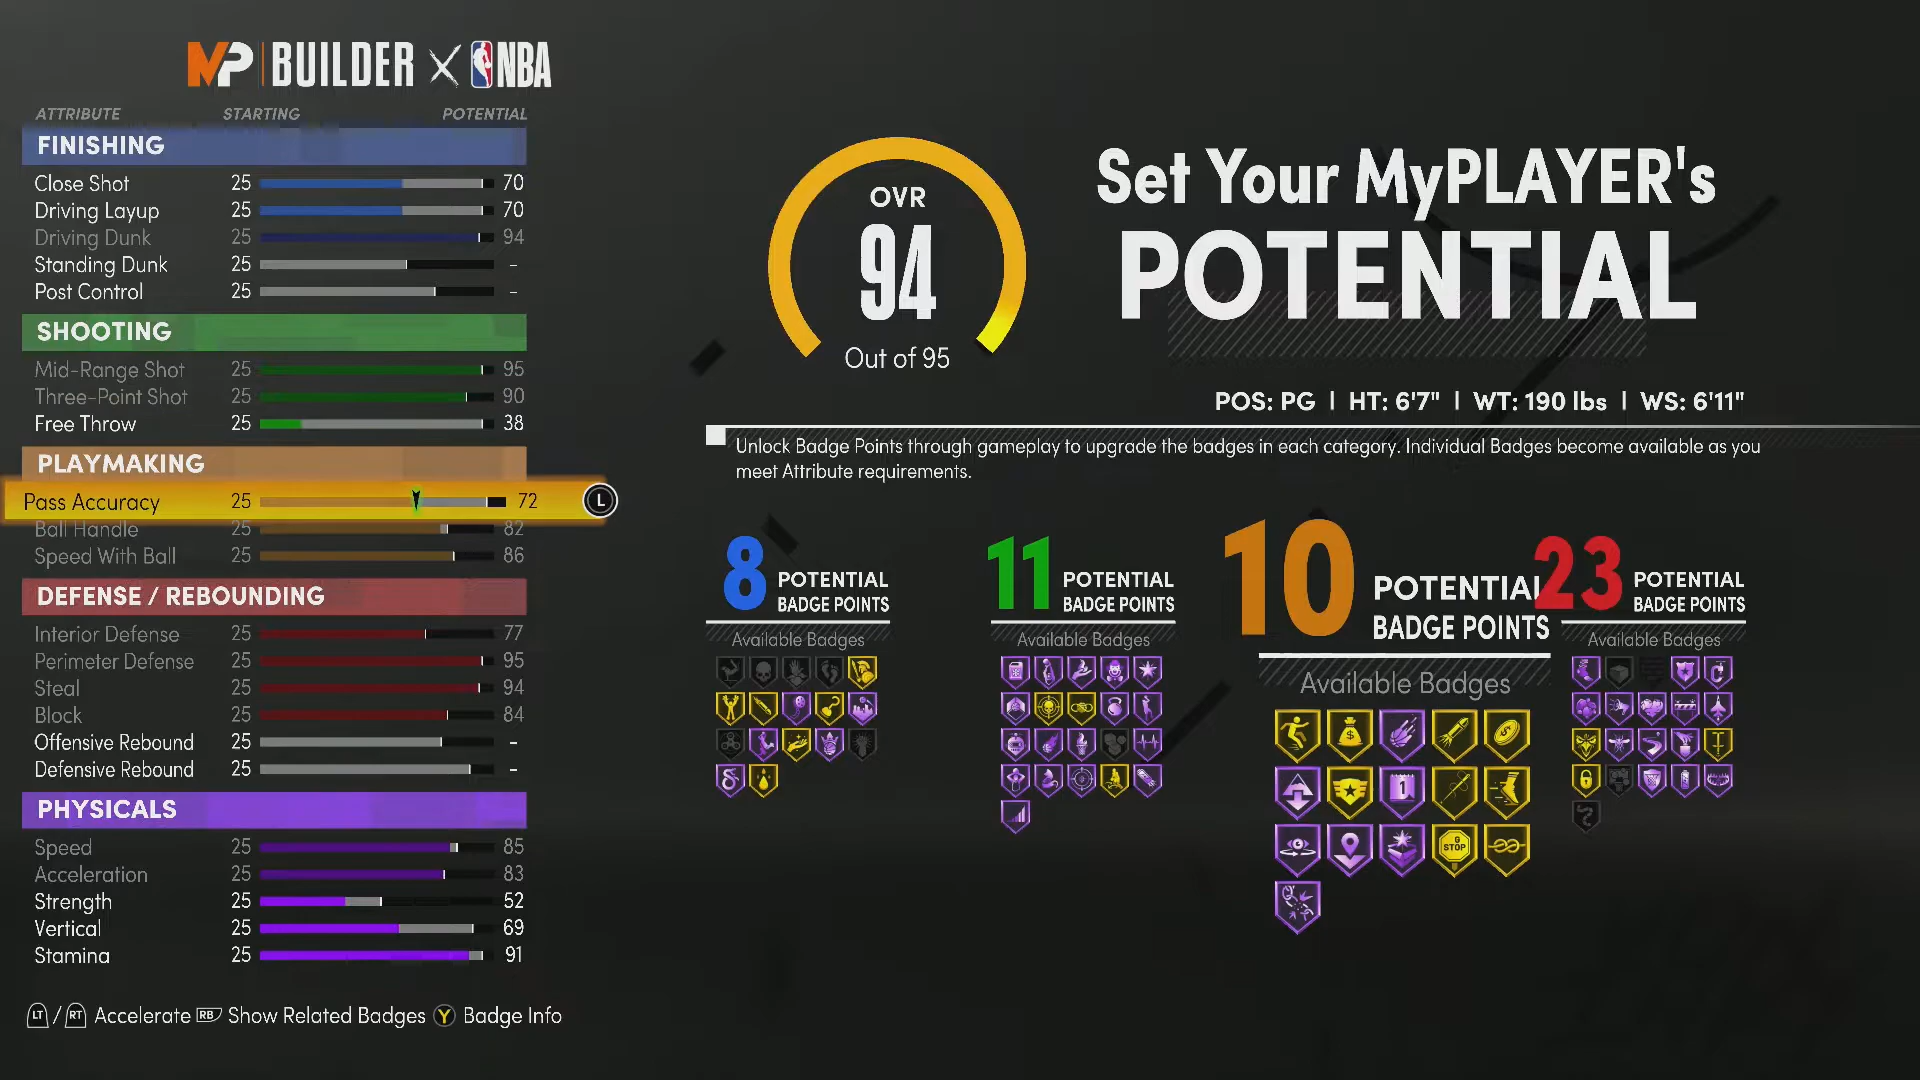 MP | BUILDER X NBA
ATTRIBUTE STARTING POTENTIAL
FINISHING
Close Shot 25 70
Driving Layup 25 70
Driving Dunk 25 94
Standing Dunk 25 -
Post Control 25 -
SHOOTING
Mid-Range Shot 25 95
Three-Point Shot 25 90
Free Throw 25 38
PLAYMAKING
Pass Accuracy 25 72 L
Ball Handle 25 82
Speed With Ball 25 86
DEFENSE / REBOUNDING
Interior Defense 25 77
Perimeter Defense 25 95
Steal 25 94
Block 25 84
Offensive Rebound 25 -
Defensive Rebound 25 -
PHYSICALS
Speed 25 85
Acceleration 25 83
Strength 25 52
Vertical 25 69
Stamina 25 91
LT / RT Accelerate RB Show Related Badges Y Badge Info
OVR
94
Out of 95
Set Your MyPLAYER's
POTENTIAL
POS: PG | HT: 6'7" | WT: 190 lbs | WS: 6'11"
Unlock Badge Points through gameplay to upgrade the badges in each category. Individual Badges become available as you
meet Attribute requirements.
8 POTENTIAL
BADGE POINTS
Available Badges
11 POTENTIAL
BADGE POINTS
Available Badges
10 POTENTIAL
BADGE POINTS
Available Badges
$
1
STOP
23 POTENTIAL
BADGE POINTS
Available Badges